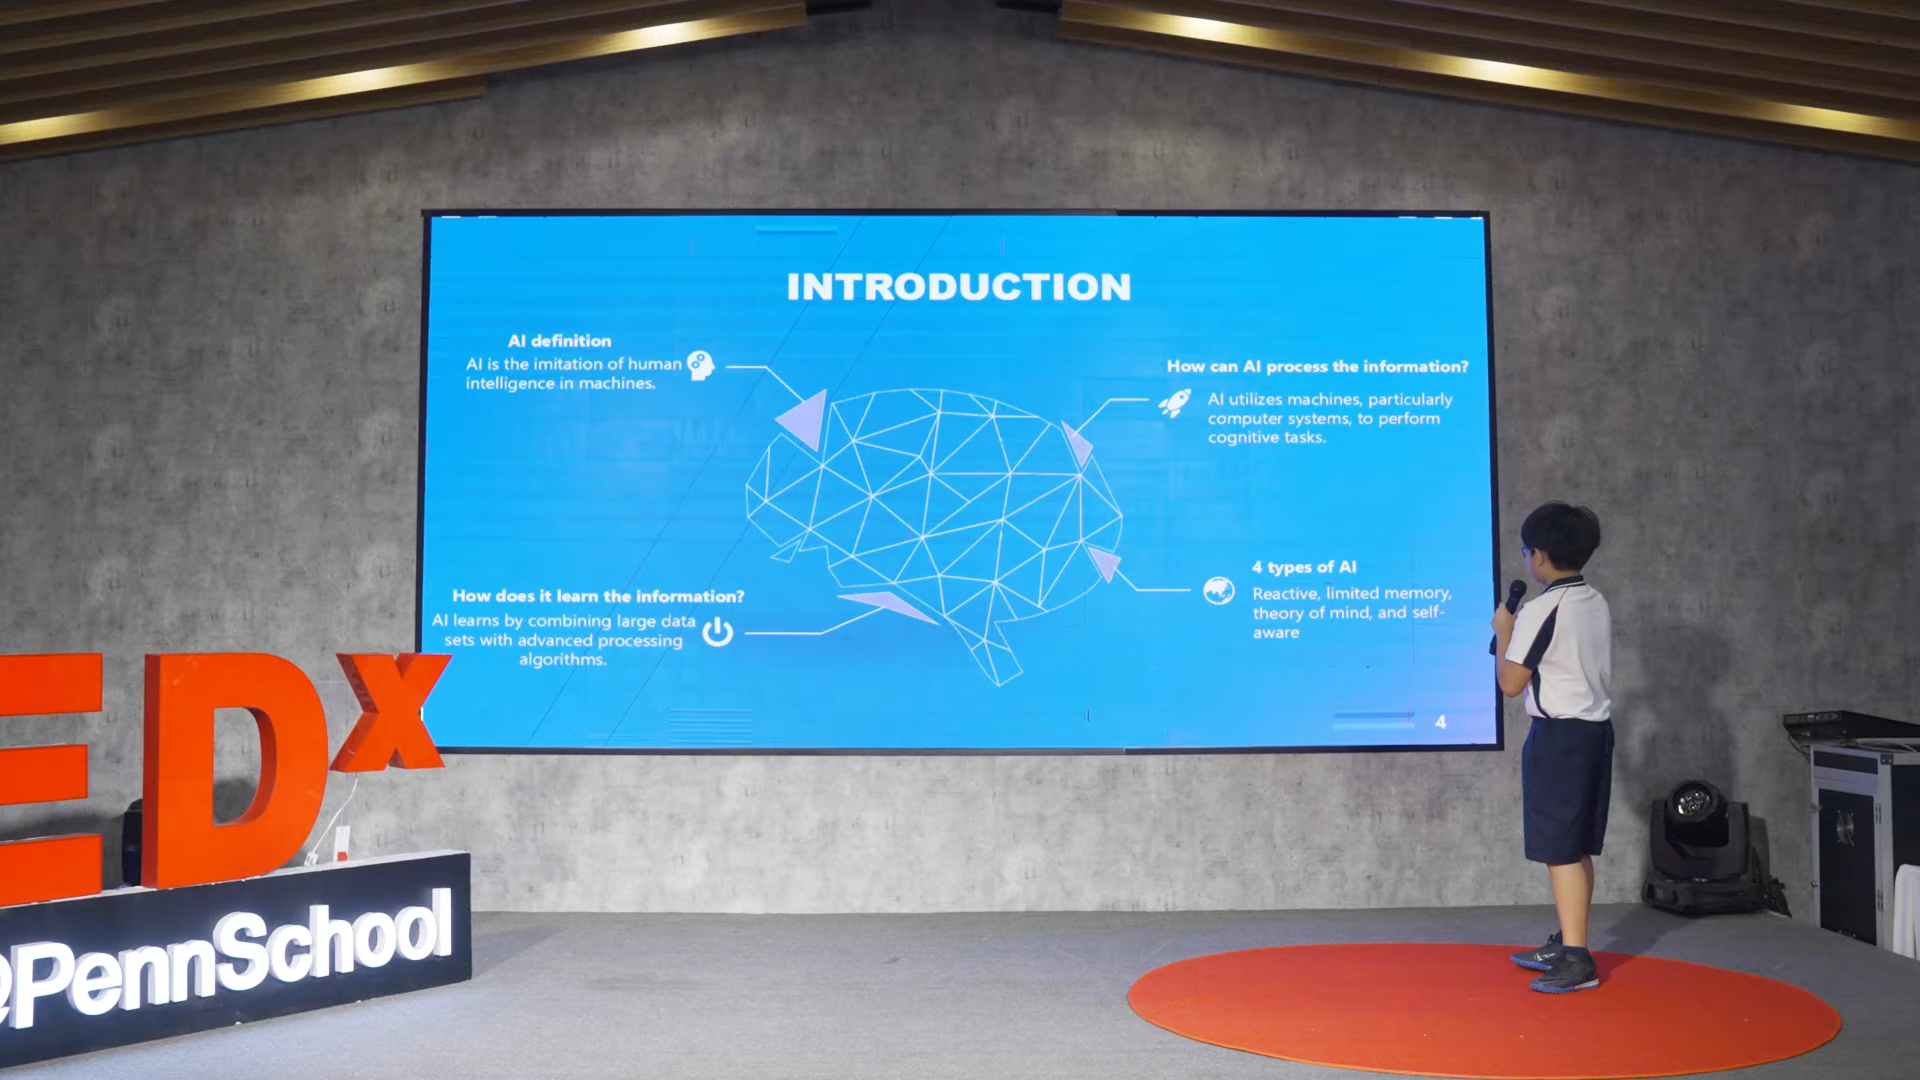 INTRODUCTION
AI definition
AI is the imitation of human
intelligence in machines.
How can AI process the information?
AI utilizes machines, particularly
computer systems, to perform
cognitive tasks.
How does it learn the information?
AI learns by combining large data
sets with advanced processing
algorithms.
4 types of AI
Reactive, limited memory,
theory of mind, and self-
aware
4
EDx
@PennSchool